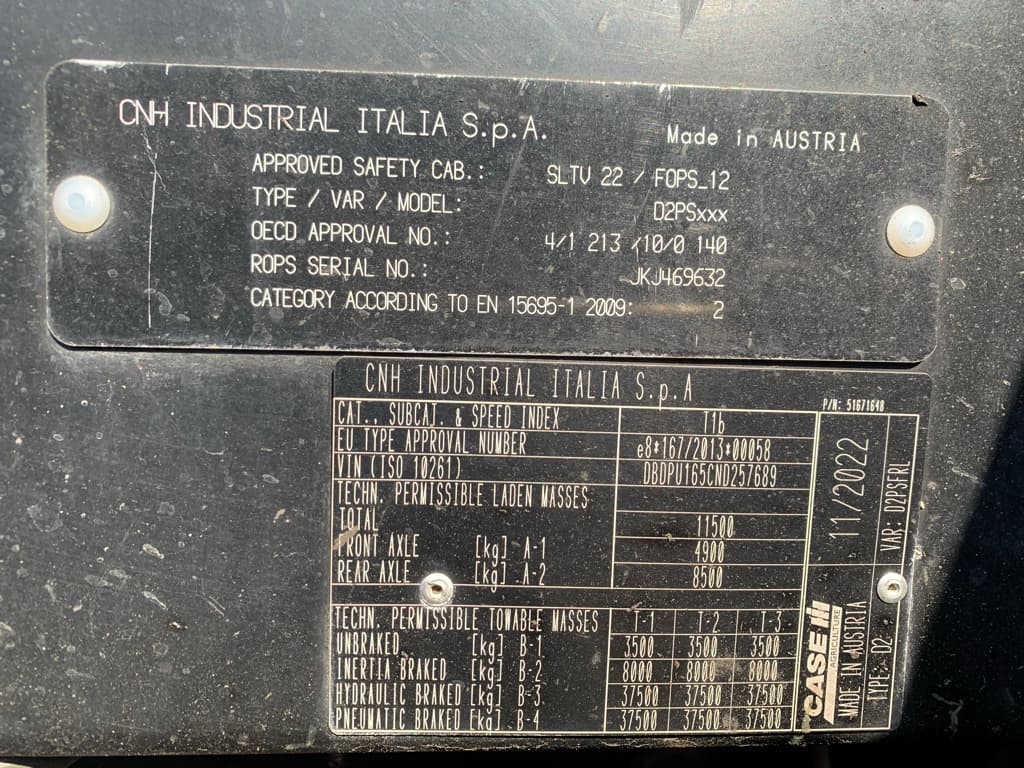 CNH INDUSTRIAL ITALIA S.p.A. Made in AUSTRIA
APPROVED SAFETY CAB.: SLTV 22 / FOPS_12
TYPE / VAR / MODEL: D2PSxxx
OECD APPROVAL NO.: 4/1 213 /10/0 140
ROPS SERIAL NO.: JKJ469632
CATEGORY ACCORDING TO EN 15695-1 2009: 2
CNH INDUSTRIAL ITALIA S.p.A
P/N: 51671640
CAT., SUBCAT. & SPEED INDEX T1b
EU TYPE APPROVAL NUMBER e8*167/2013*00058
VIN (ISO 10261) DBDPU165CND257689
TECHN. PERMISSIBLE LADEN MASSES
TOTAL 11500
FRONT AXLE [kg] A-1 4900
REAR AXLE [kg] A-2 8500
TECHN. PERMISSIBLE TOWABLE MASSES T-1 T-2 T-3
UNBRAKED [kg] B-1 3500 3500 3500
INERTIA BRAKED [kg] B-2 8000 8000 8000
HYDRAULIC BRAKED [kg] B-3 37500 37500 37500
PNEUMATIC BRAKED [kg] B-4 37500 37500 37500
11/2022
VAR: D2PSFRL
CASE IH
AGRICULTURE
MADE IN AUSTRIA
TYPE: D2